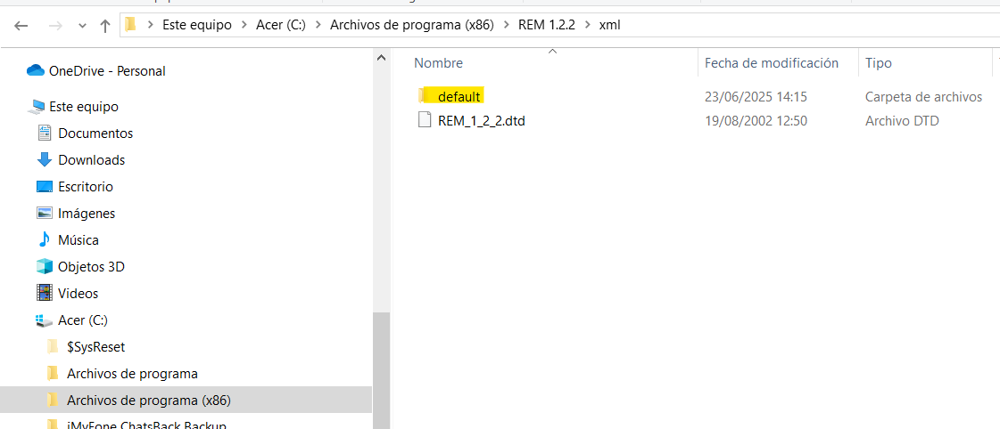 Este equipo > Acer (C:) > Archivos de programa (x86) > REM 1.2.2 > xml
Nombre Fecha de modificación Tipo
default 23/06/2025 14:15 Carpeta de archivos
REM_1_2_2.dtd 19/08/2002 12:50 Archivo DTD
OneDrive - Personal
Este equipo
Documentos
Downloads
Escritorio
Imágenes
Música
Objetos 3D
Videos
Acer (C:)
$SysReset
Archivos de programa
Archivos de programa (x86)
iMyFone ChatsBack Backup